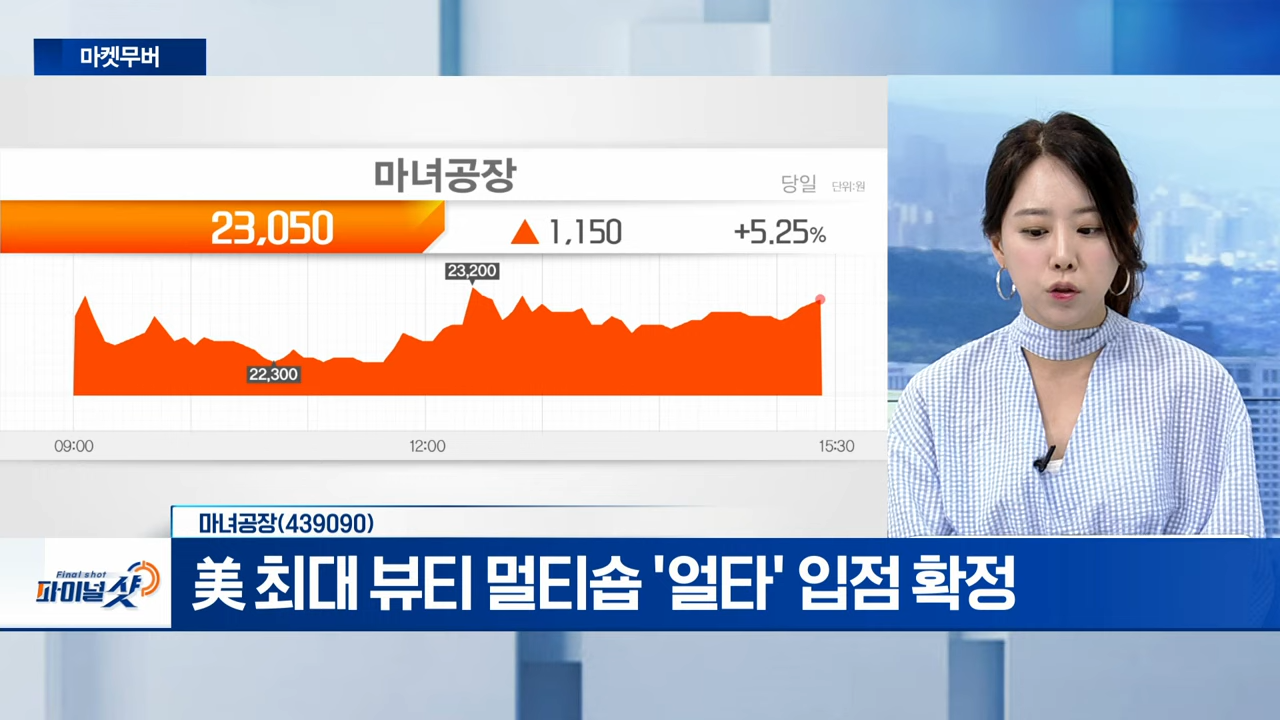 마켓무버
마녀공장
당일 단위:원
23,050 ▲ 1,150 +5.25%
23,200
22,300
09:00 12:00 15:30
마녀공장(439090)
Final shot
파이널샷
美 최대 뷰티 멀티숍 '얼타' 입점 확정